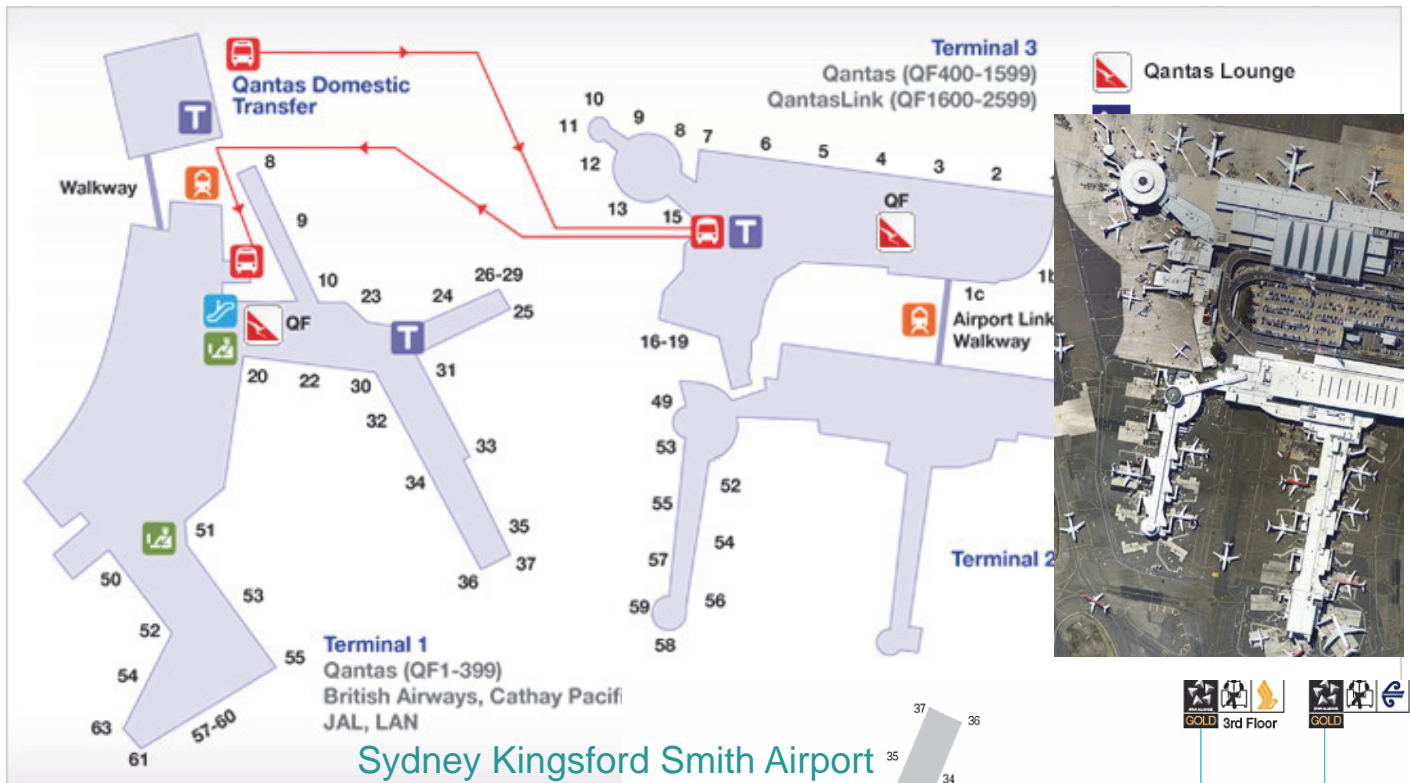 Terminal 3
Qantas (QF400-1599)
QantasLink (QF1600-2599)
Qantas Lounge
Qantas Domestic
Transfer
T
Walkway
8
9
10
23
24
26-29
25
QF
T
20
22
30
31
32
33
34
35
36
37
51
50
53
52
54
55
63
61
57-60
Terminal 1
Qantas (QF1-399)
British Airways, Cathay Pacifi
JAL, LAN
10
11
9
8
7
6
5
4
3
2
12
13
15
T
QF
1b
1c
Airport Link
Walkway
16-19
49
53
52
55
54
57
56
59
58
Terminal 2
Sydney Kingsford Smith Airport
37
36
35
34
GOLD
3rd Floor
GOLD